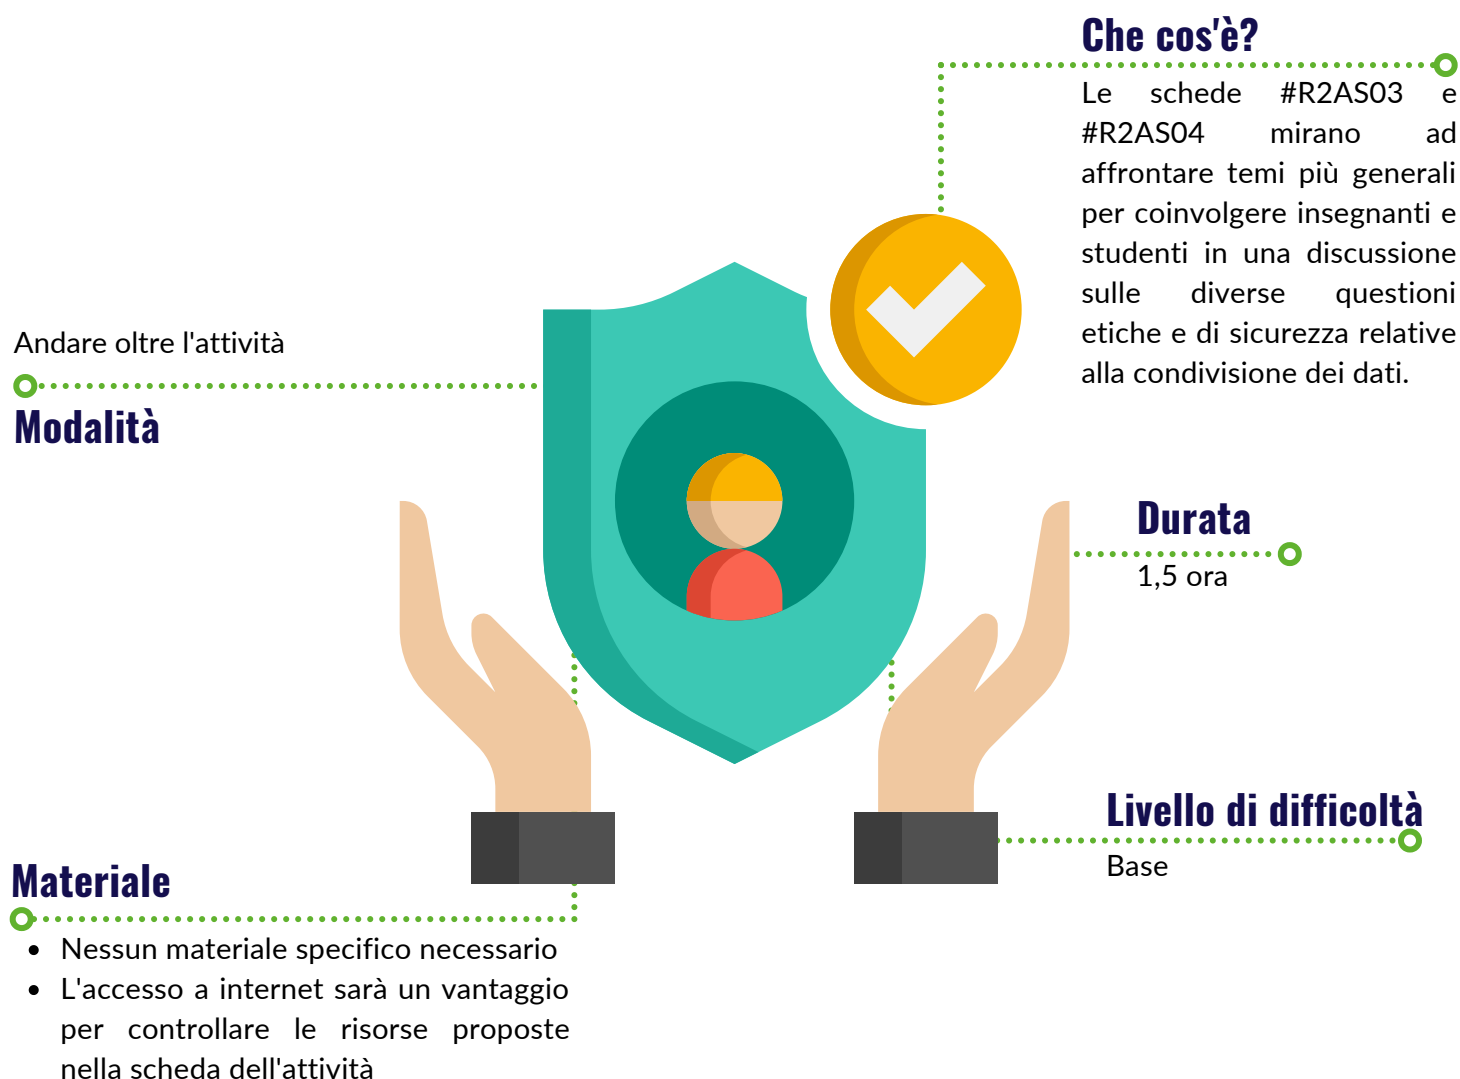 Che cos'è?
Le schede #R2AS03 e
#R2AS04 mirano ad
affrontare temi più generali
per coinvolgere insegnanti e
studenti in una discussione
sulle diverse questioni
etiche e di sicurezza relative
alla condivisione dei dati.
Andare oltre l'attività
Modalità
Durata
1,5 ora
Livello di difficoltà
Base
Materiale
• Nessun materiale specifico necessario
• L'accesso a internet sarà un vantaggio
per controllare le risorse proposte
nella scheda dell'attività